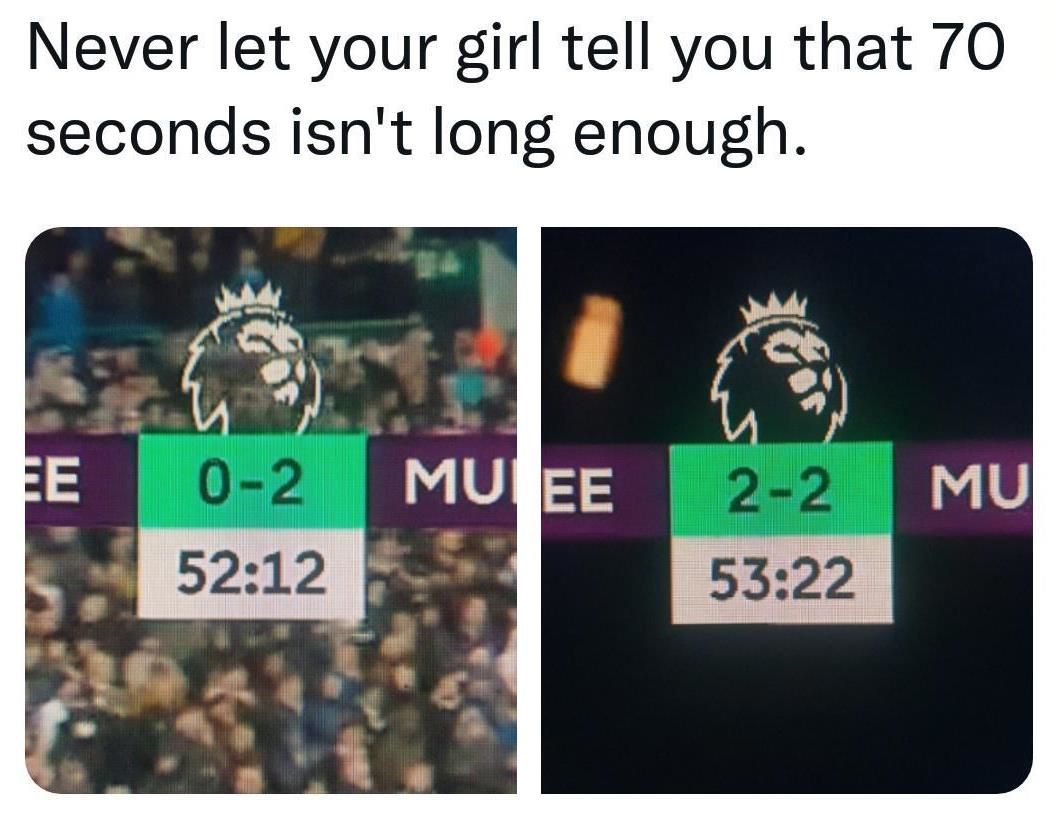 Never let your girl tell you that 70
seconds isn't long enough.
EE 0-2 MU
52:12
EE 2-2 MU
53:22